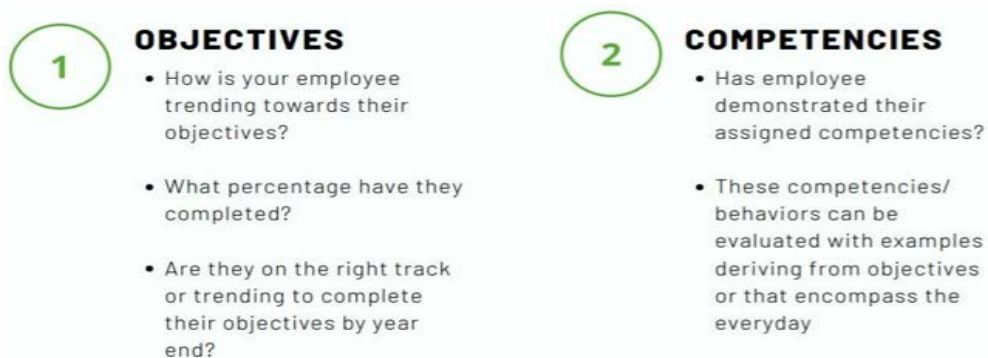 1
OBJECTIVES
• How is your employee
trending towards their
objectives?
• What percentage have they
completed?
• Are they on the right track
or trending to complete
their objectives by year
end?
2
COMPETENCIES
• Has employee
demonstrated their
assigned competencies?
• These competencies/
behaviors can be
evaluated with examples
deriving from objectives
or that encompass the
everyday